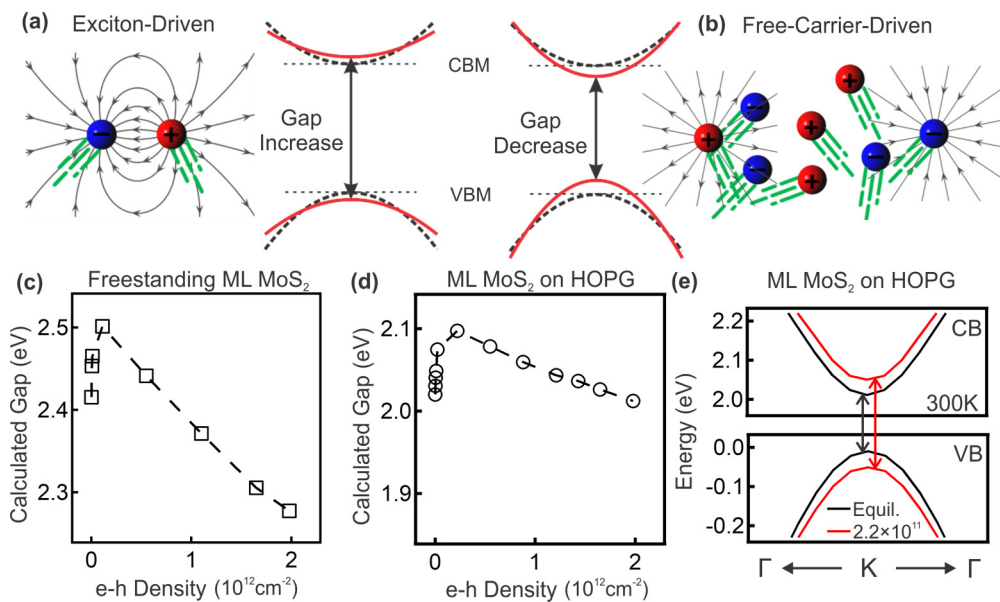 (a) Exciton-Driven
− +
Gap
Increase
CBM
VBM
Gap
Decrease
(b) Free-Carrier-Driven
+ − + + − − + −
(c) Freestanding ML MoS₂
Calculated Gap (eV)
2.5
2.4
2.3
0 1 2
e-h Density (10¹²cm⁻²)
(d) ML MoS₂ on HOPG
Calculated Gap (eV)
2.1
2.0
1.9
0 1 2
e-h Density (10¹²cm⁻²)
(e) ML MoS₂ on HOPG
Energy (eV)
2.2
2.1
2.0
CB
300K
0.0
-0.1
-0.2
VB
Equil.
2.2×10¹¹
Γ K Γ